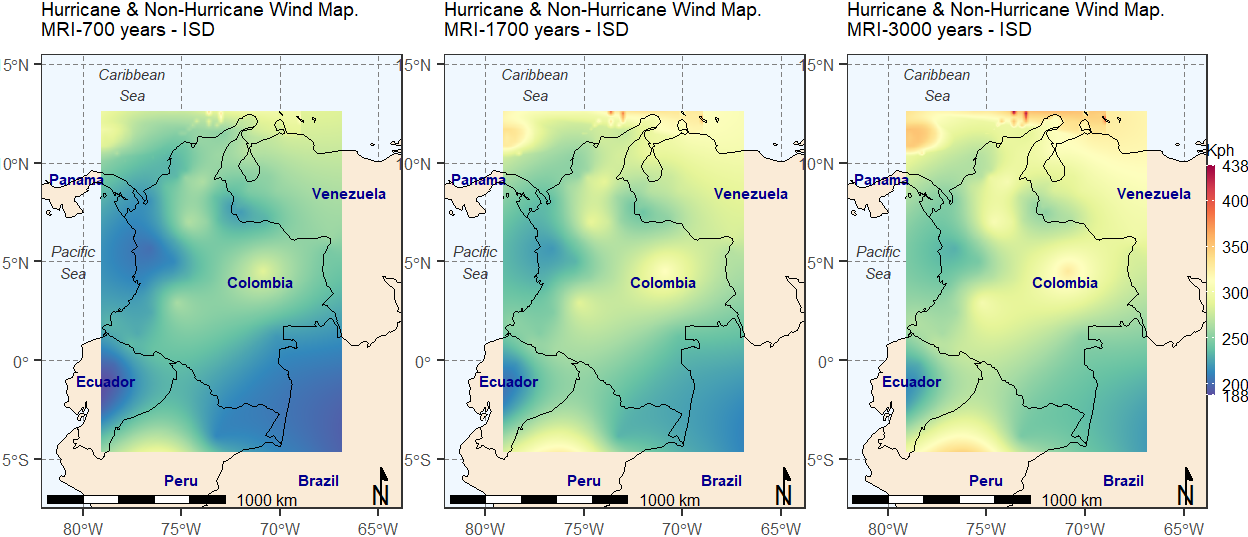 Hurricane & Non-Hurricane Wind Map.
MRI-700 years - ISD
15°N
Caribbean
Sea
10°N
Panama
Venezuela
Pacific
Sea
5°N
Colombia
0°
Ecuador
5°S
Peru
Brazil
1000 km
N
80°W
75°W
70°W
65°W
Hurricane & Non-Hurricane Wind Map.
MRI-1700 years - ISD
15°N
Caribbean
Sea
10°N
Panama
Venezuela
Pacific
Sea
5°N
Colombia
0°
Ecuador
5°S
Peru
Brazil
1000 km
N
80°W
75°W
70°W
65°W
Hurricane & Non-Hurricane Wind Map.
MRI-3000 years - ISD
15°N
Caribbean
Sea
10°N
Panama
Venezuela
Pacific
Sea
5°N
Colombia
0°
Ecuador
5°S
Peru
Brazil
1000 km
N
80°W
75°W
70°W
65°W
Kph
438
400
350
300
250
200
188